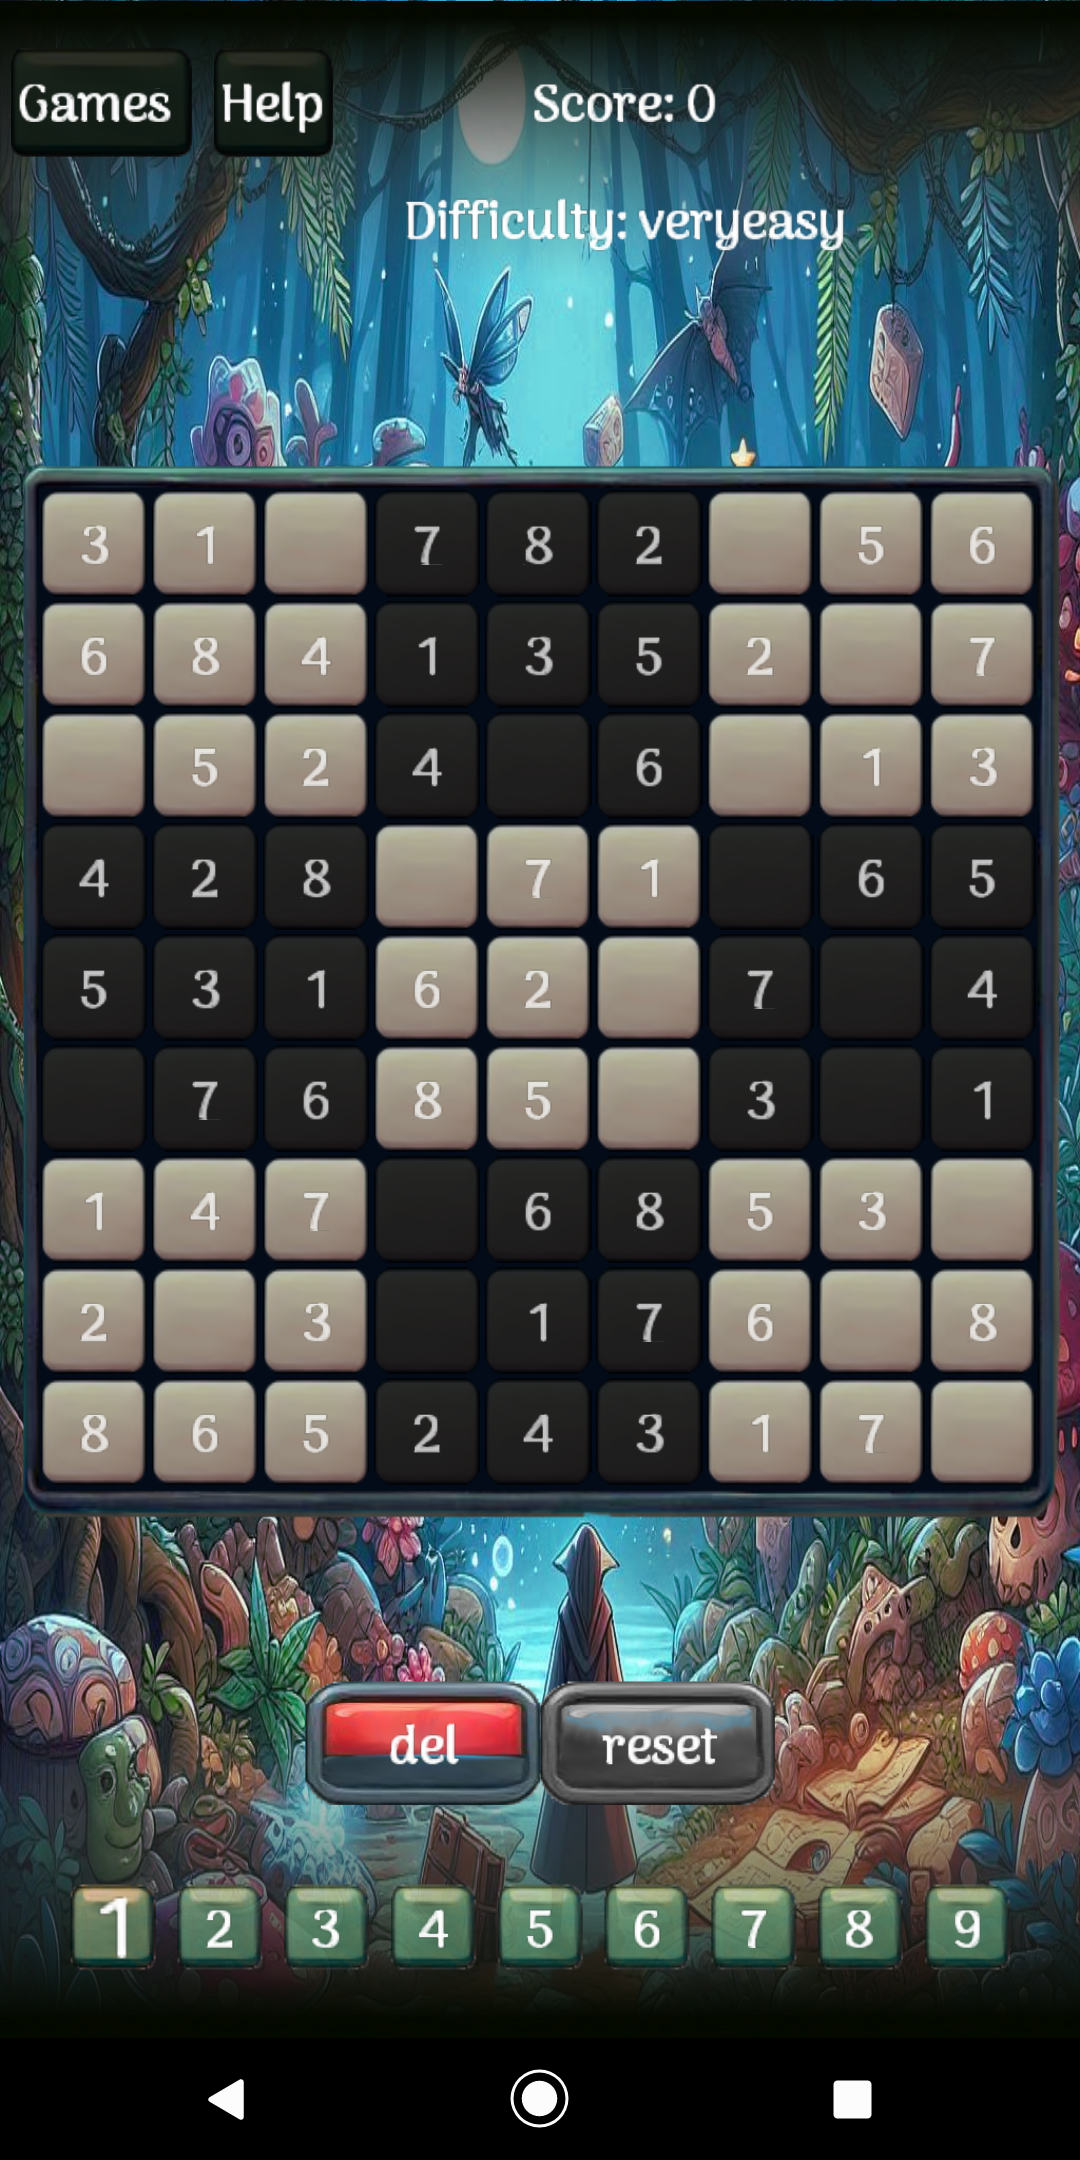 Games Help Score: 0
Difficulty: veryeasy
3 1 7 8 2 5 6
6 8 4 1 3 5 2 7
5 2 4 6 1 3
4 2 8 7 1 6 5
5 3 1 6 2 7 4
7 6 8 5 3 1
1 4 7 6 8 5 3
2 3 1 7 6 8
8 6 5 2 4 3 1 7
del reset
1 2 3 4 5 6 7 8 9